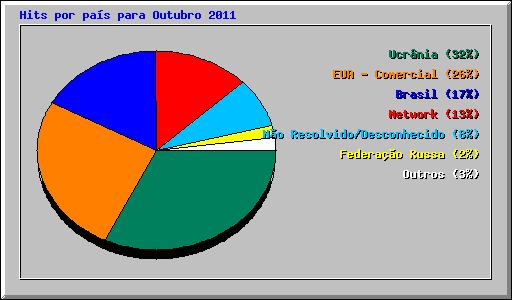 Hits por país para Outubro 2011
Ucrânia (32%)
EUA - Comercial (26%)
Brasil (17%)
Network (13%)
Não Resolvido/Desconhecido (8%)
Federação Russa (2%)
Outros (3%)